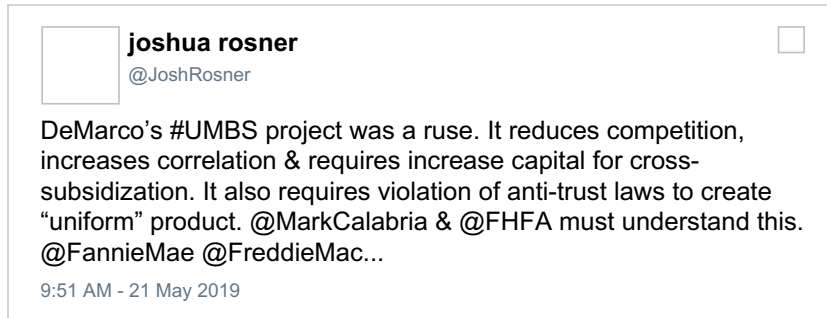 joshua rosner
@JoshRosner
DeMarco’s #UMBS project was a ruse. It reduces competition,
increases correlation & requires increase capital for cross-
subsidization. It also requires violation of anti-trust laws to create
“uniform” product. @MarkCalabria & @FHFA must understand this.
@FannieMae @FreddieMac...
9:51 AM - 21 May 2019